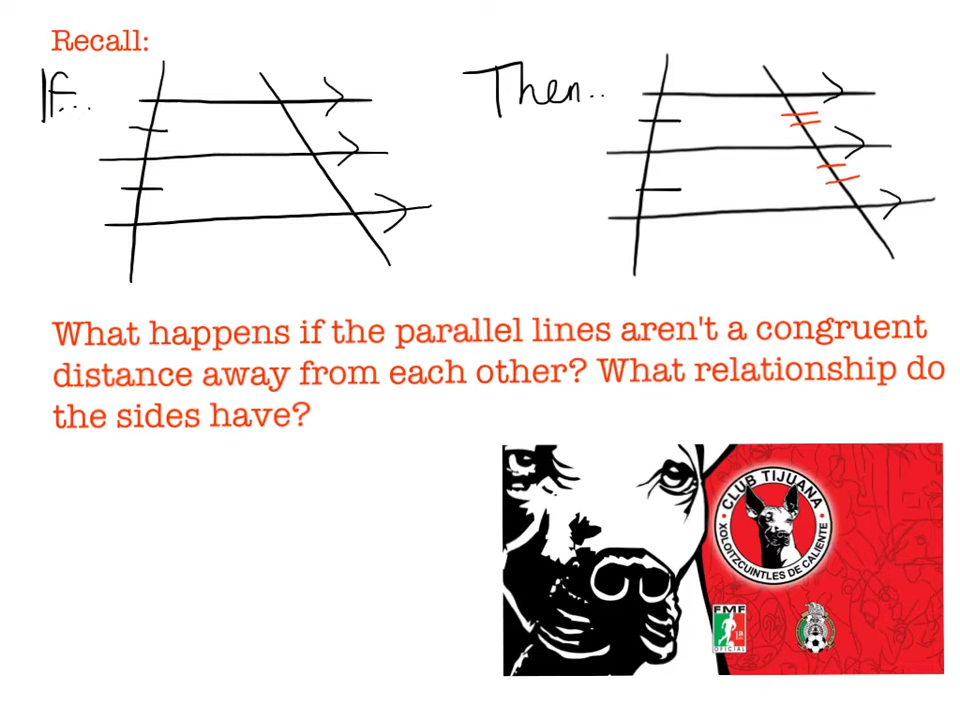 Recall:
If...
Then..
What happens if the parallel lines aren't a congruent
distance away from each other? What relationship do
the sides have?
CLUB TIJUANA
XOLOITZCUINTLES DE CALIENTE
FMF
OFICIAL